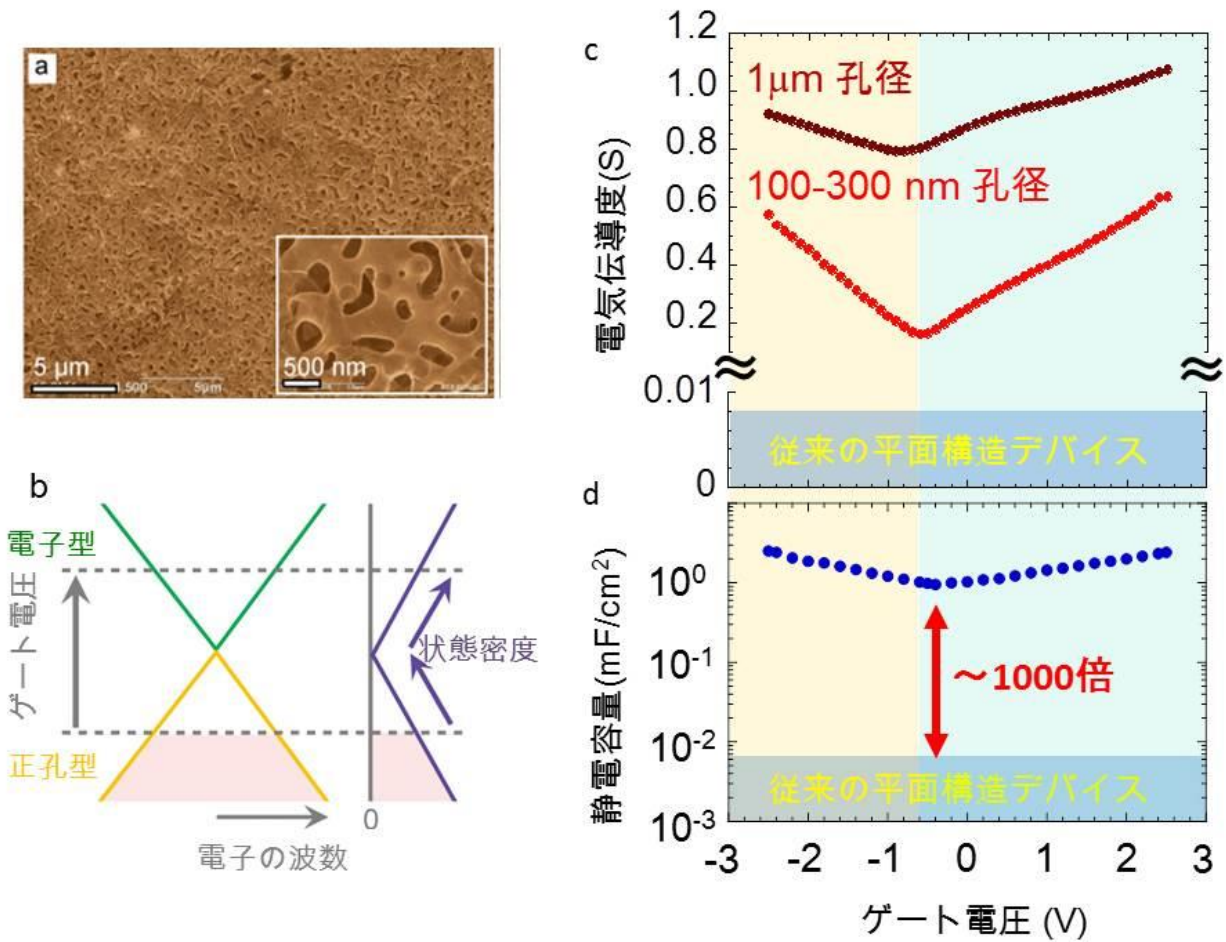 a
5 μm
1,500
5μm
500 nm
b
電子型
ゲート電圧
正孔型
状態密度
0
電子の波数
c
1.2
1.0
0.8
0.6
0.4
0.2
0.01
0
電気伝導度(S)
1μm 孔径
100-300 nm 孔径
従来の平面構造デバイス
d
10⁰
10⁻¹
10⁻²
10⁻³
静電容量(mF/cm²)
～1000倍
従来の平面構造デバイス
-3 -2 -1 0 1 2 3
ゲート電圧 (V)